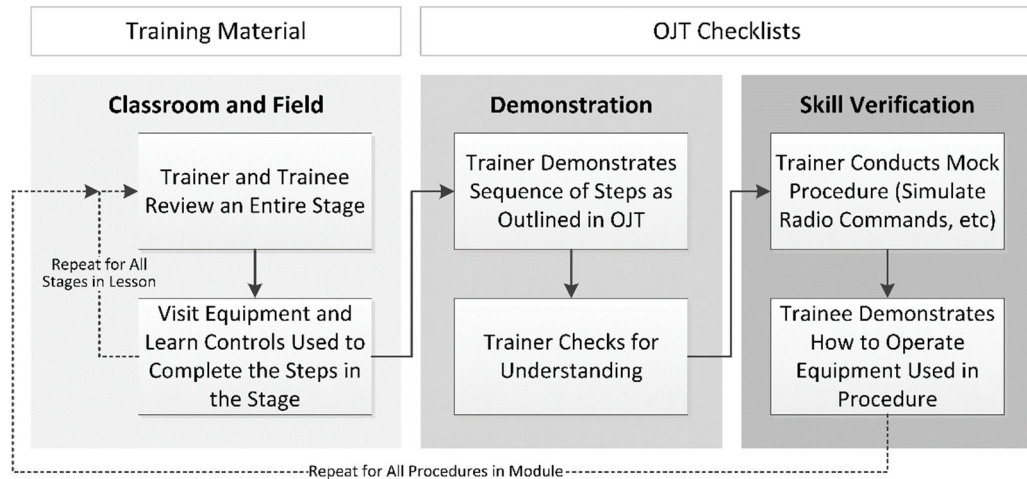 Training Material
OJT Checklists
Classroom and Field
Trainer and Trainee
Review an Entire Stage
Repeat for All
Stages in Lesson
Visit Equipment and
Learn Controls Used to
Complete the Steps in
the Stage
Demonstration
Trainer Demonstrates
Sequence of Steps as
Outlined in OJT
Trainer Checks for
Understanding
Skill Verification
Trainer Conducts Mock
Procedure (Simulate
Radio Commands, etc)
Trainee Demonstrates
How to Operate
Equipment Used in
Procedure
Repeat for All Procedures in Module